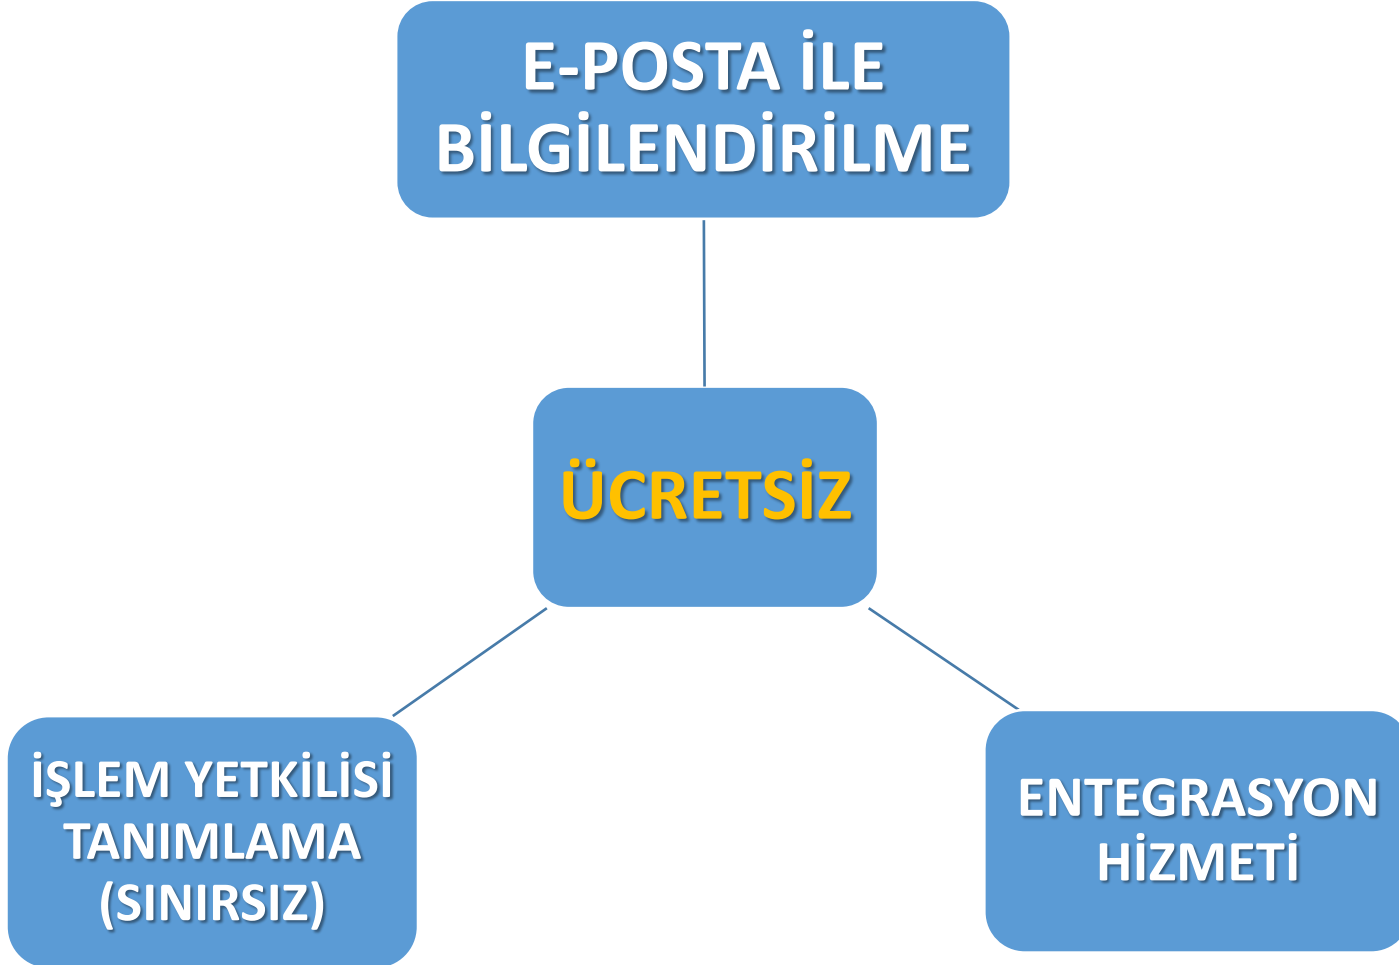 E-POSTA İLE
BİLGİLENDİRİLME
ÜCRETSİZ
İŞLEM YETKİLİSİ
TANIMLAMA
(SINIRSIZ)
ENTEGRASYON
HİZMETİ